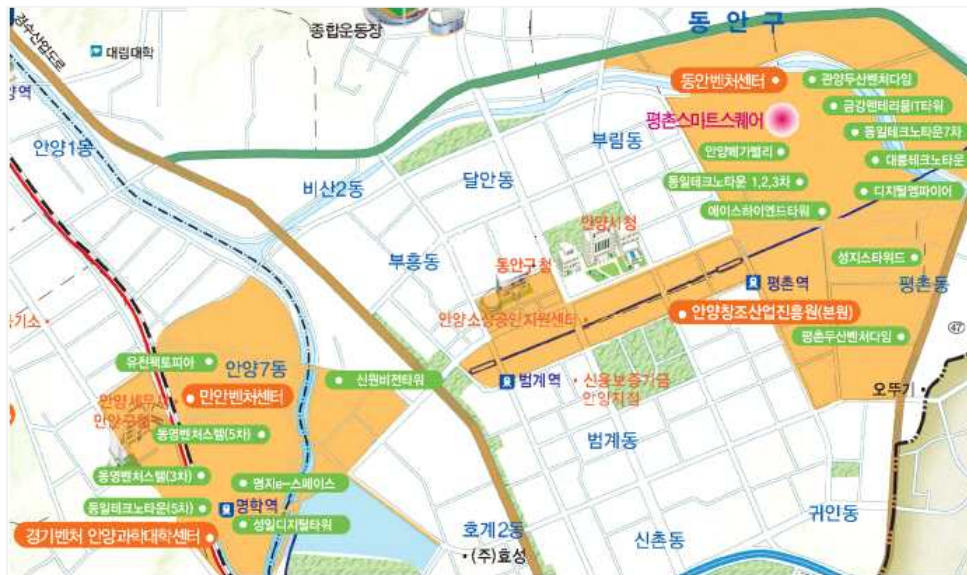 종합운동장
동안구
경수산업도로
대림대학
동안벤처센터
관양두산벤처다임
금강펜테리움IT타워
평촌스마트스퀘어
동일테크노타운7차
부림동
안양1동
안양메가밸리
대륭테크노타운
달안동
비산2동
동일테크노타운 1,2,3차
디지털엠파이어
에이스하이엔드타워
안양시청
부흥동
동안구청
성지스타위드
평촌역
평촌동
안양소상공인지원센터
안양창조산업진흥원(본원)
47
평촌두산벤처다임
유천팩토피아
안양7동
신원비전타워
범계역
신용보증기금
안양지점
오뚜기
만안벤처센터
동영벤처스텔(5차)
범계동
동영벤처스텔(3차)
명지e-스페이스
동일테크노타운(5차)
명학역
귀인동
성일디지털타워
호계2동
신촌동
경기벤처 안양과학대학센터
(주)효성